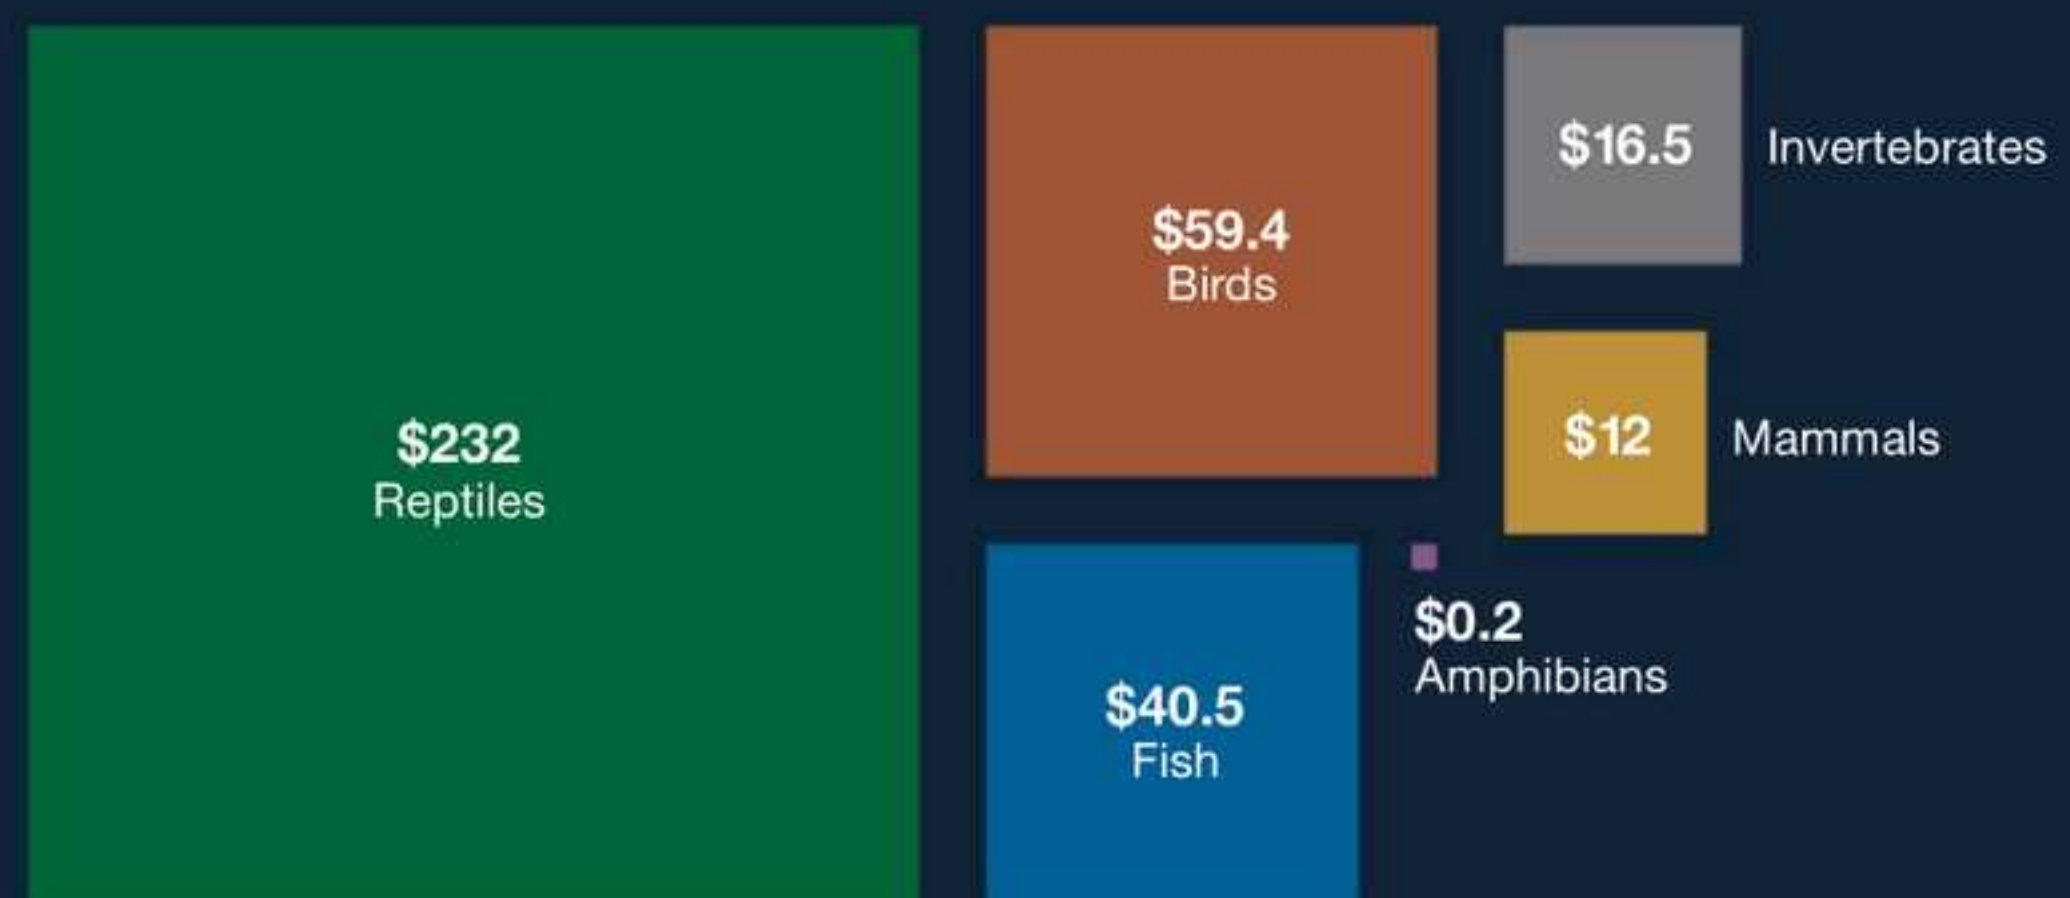 $232
Reptiles
$59.4
Birds
$40.5
Fish
$16.5
Invertebrates
$12
Mammals
$0.2
Amphibians